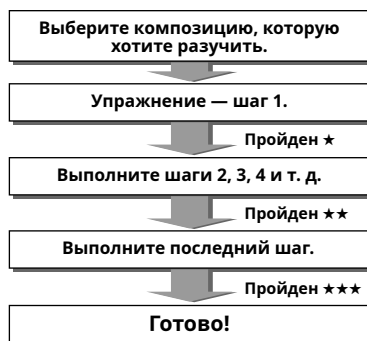 Выберите композицию, которую
хотите разучить.
Упражнение — шаг 1.
Пройден ★
Выполните шаги 2, 3, 4 и т. д.
Пройден ★★
Выполните последний шаг.
Пройден ★★★
Готово!